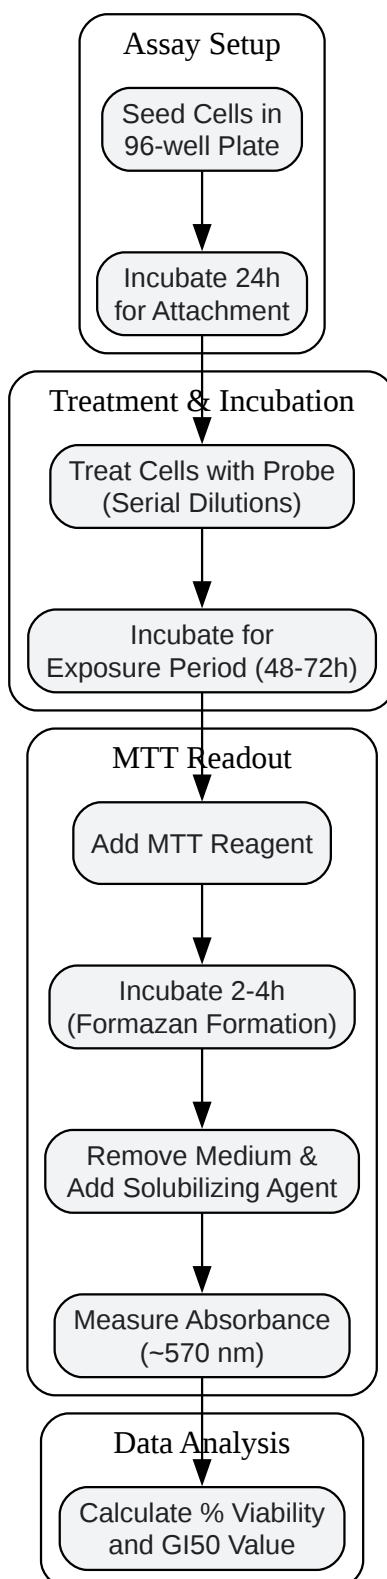 Assay Setup
Seed Cells in
96-well Plate
Incubate 24h
for Attachment
Treatment & Incubation
Treat Cells with Probe
(Serial Dilutions)
Incubate for
Exposure Period (48-72h)
MTT Readout
Add MTT Reagent
Incubate 2-4h
(Formazan Formation)
Remove Medium &
Add Solubilizing Agent
Measure Absorbance
(~570 nm)
Data Analysis
Calculate % Viability
and GI50 Value